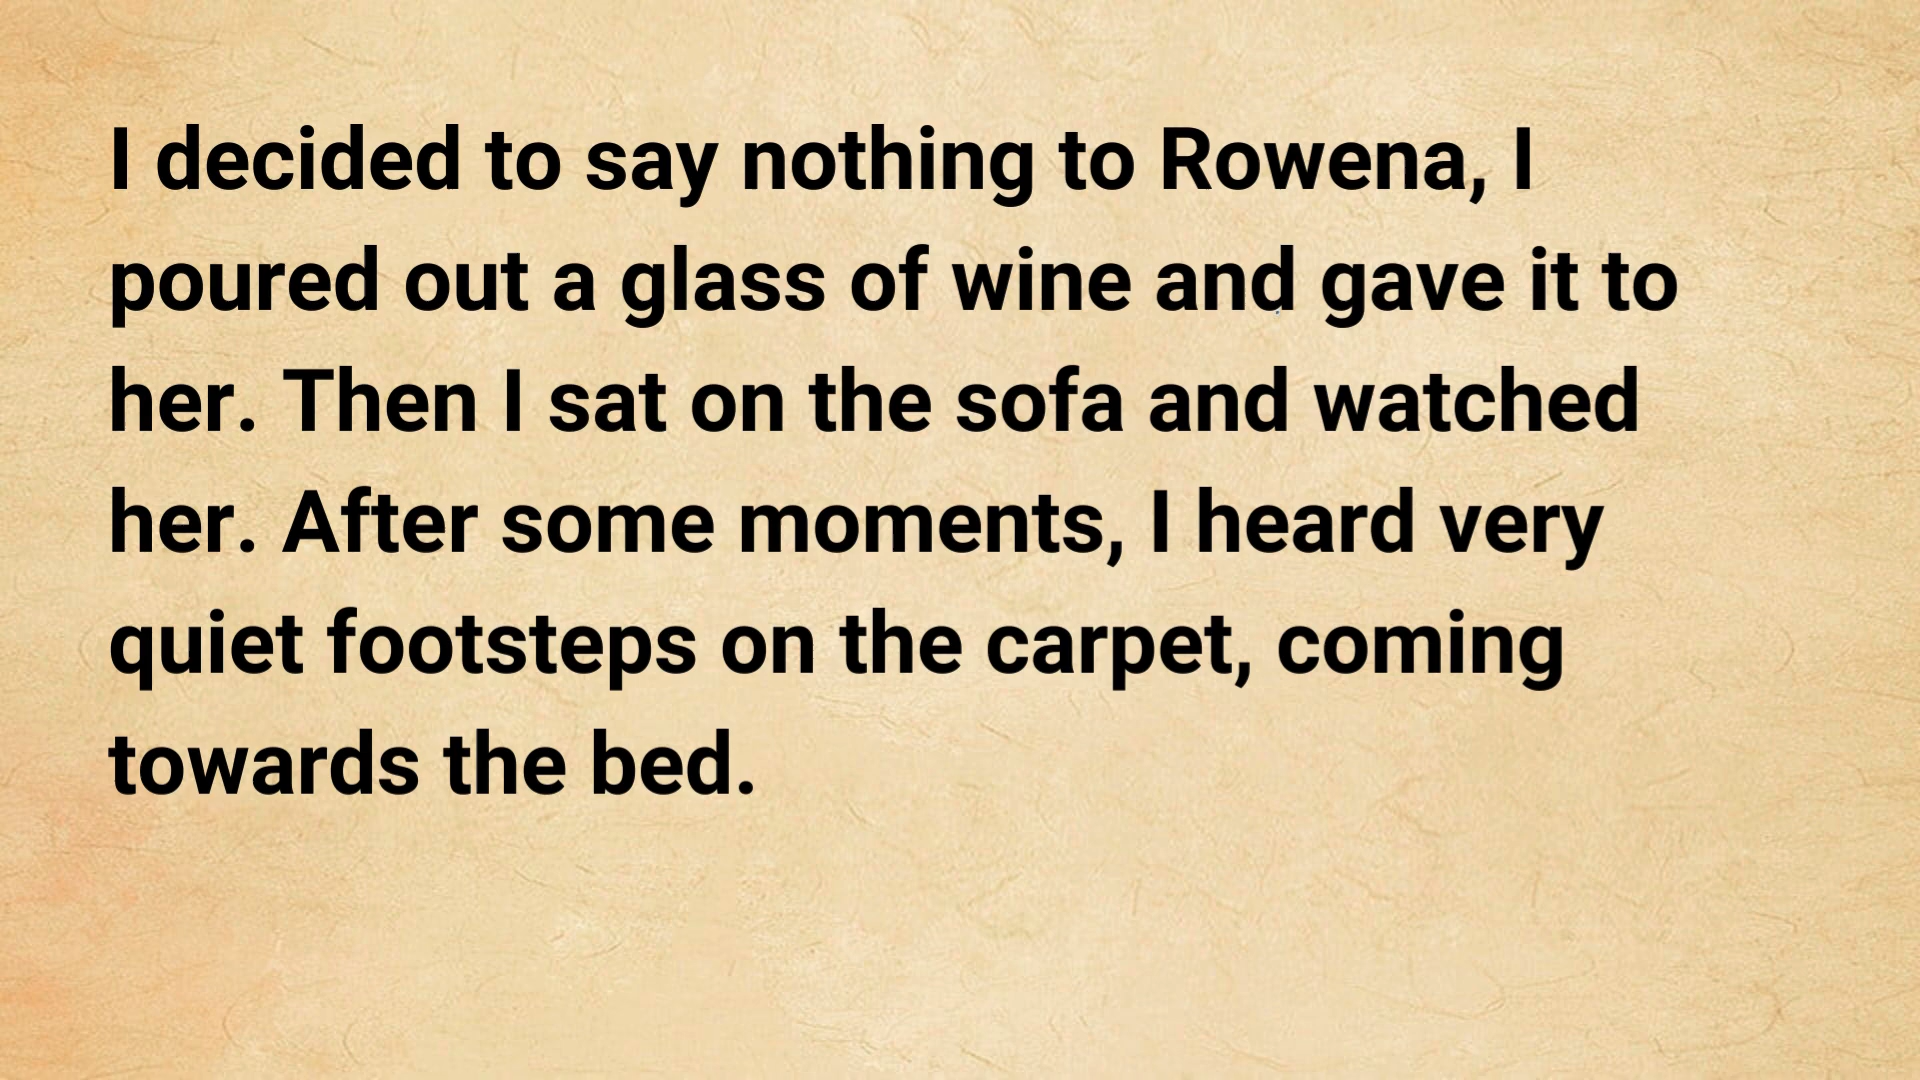 I decided to say nothing to Rowena, I
poured out a glass of wine and gave it to
her. Then I sat on the sofa and watched
her. After some moments, I heard very
quiet footsteps on the carpet, coming
towards the bed.